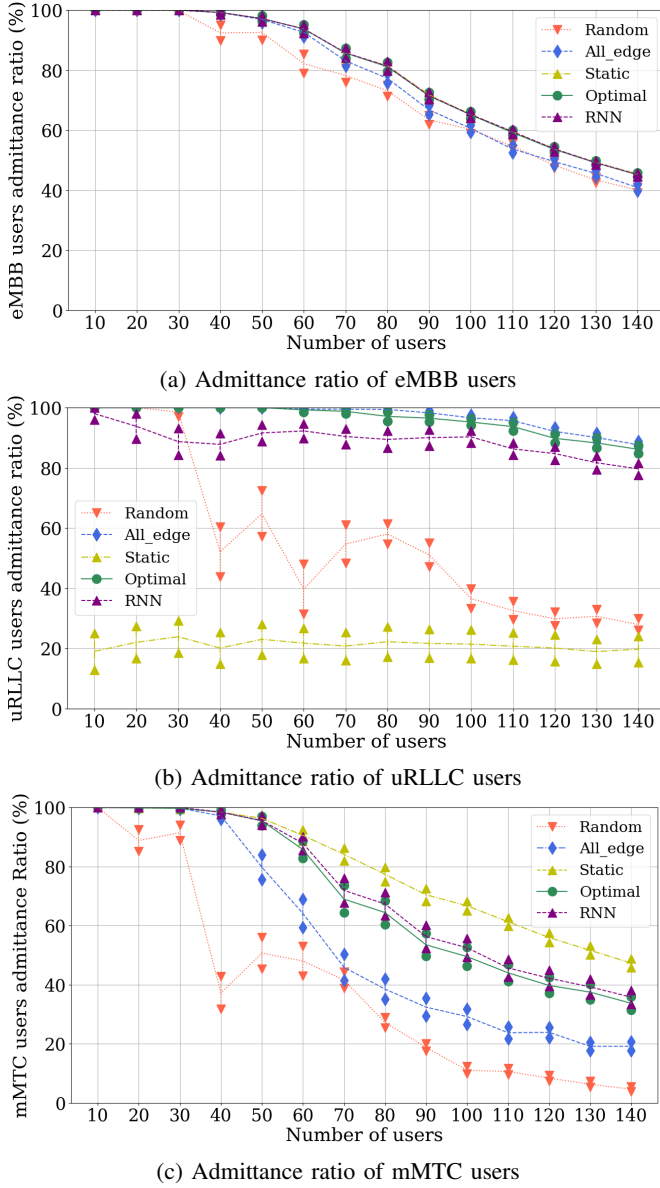 eMBB users admittance ratio (%)
100
80
60
40
20
0
Random
All_edge
Static
Optimal
RNN
10 20 30 40 50 60 70 80 90 100 110 120 130 140
Number of users
(a) Admittance ratio of eMBB users
uRLLC users admittance ratio (%)
100
80
60
40
20
0
Random
All_edge
Static
Optimal
RNN
10 20 30 40 50 60 70 80 90 100 110 120 130 140
Number of users
(b) Admittance ratio of uRLLC users
mMTC users admittance Ratio (%)
100
80
60
40
20
0
Random
All_edge
Static
Optimal
RNN
10 20 30 40 50 60 70 80 90 100 110 120 130 140
Number of users
(c) Admittance ratio of mMTC users